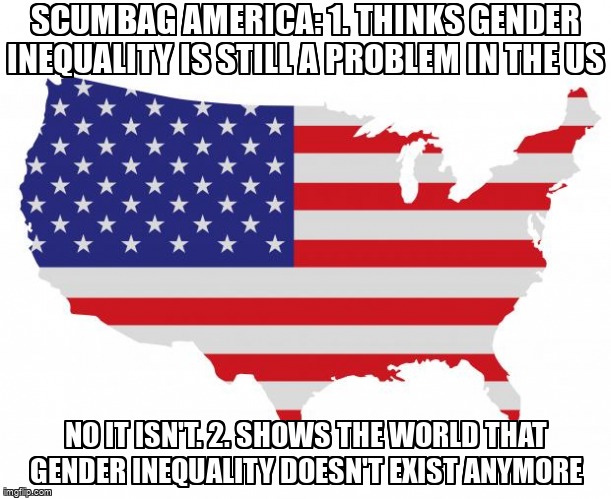 SCUMBAG AMERICA: 1. THINKS GENDER
INEQUALITY IS STILL A PROBLEM IN THE US
NO IT ISN'T. 2. SHOWS THE WORLD THAT
GENDER INEQUALITY DOESN'T EXIST ANYMORE
imgflip.com